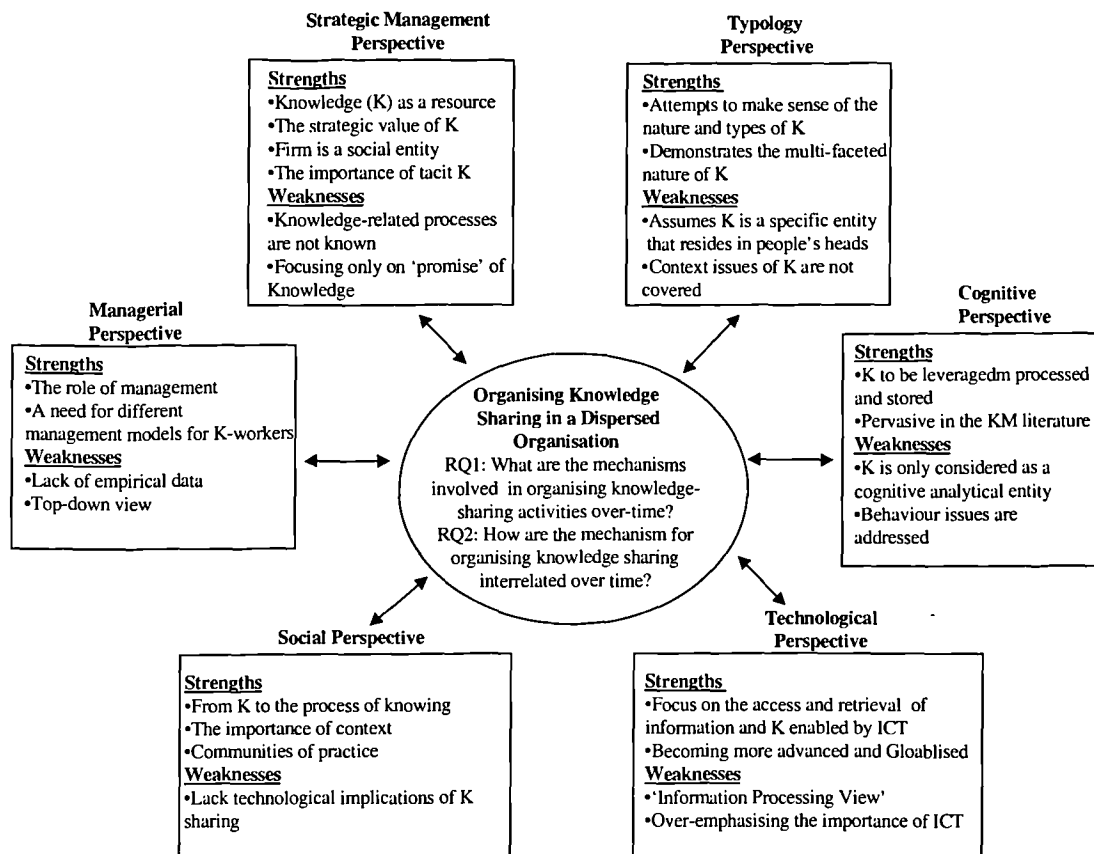 Strategic Management
Perspective
Strengths
•Knowledge (K) as a resource
•The strategic value of K
•Firm is a social entity
•The importance of tacit K
Weaknesses
•Knowledge-related processes
are not known
•Focusing only on ‘promise’ of
Knowledge
Typology
Perspective
Strengths
•Attempts to make sense of the
nature and types of K
•Demonstrates the multi-faceted
nature of K
Weaknesses
•Assumes K is a specific entity
that resides in people's heads
•Context issues of K are not
covered
Managerial
Perspective
Strengths
•The role of management
•A need for different
management models for K-workers
Weaknesses
•Lack of empirical data
•Top-down view
Organising Knowledge
Sharing in a Dispersed
Organisation
RQ1: What are the mechanisms
involved in organising knowledge-
sharing activities over-time?
RQ2: How are the mechanism for
organising knowledge sharing
interrelated over time?
Cognitive
Perspective
Strengths
•K to be leveragedm processed
and stored
•Pervasive in the KM literature
Weaknesses
•K is only considered as a
cognitive analytical entity
•Behaviour issues are
addressed
Social Perspective
Strengths
•From K to the process of knowing
•The importance of context
•Communities of practice
Weaknesses
•Lack technological implications of K
sharing
Technological
Perspective
Strengths
•Focus on the access and retrieval of
information and K enabled by ICT
•Becoming more advanced and Gloablised
Weaknesses
•‘Information Processing View’
•Over-emphasising the importance of ICT